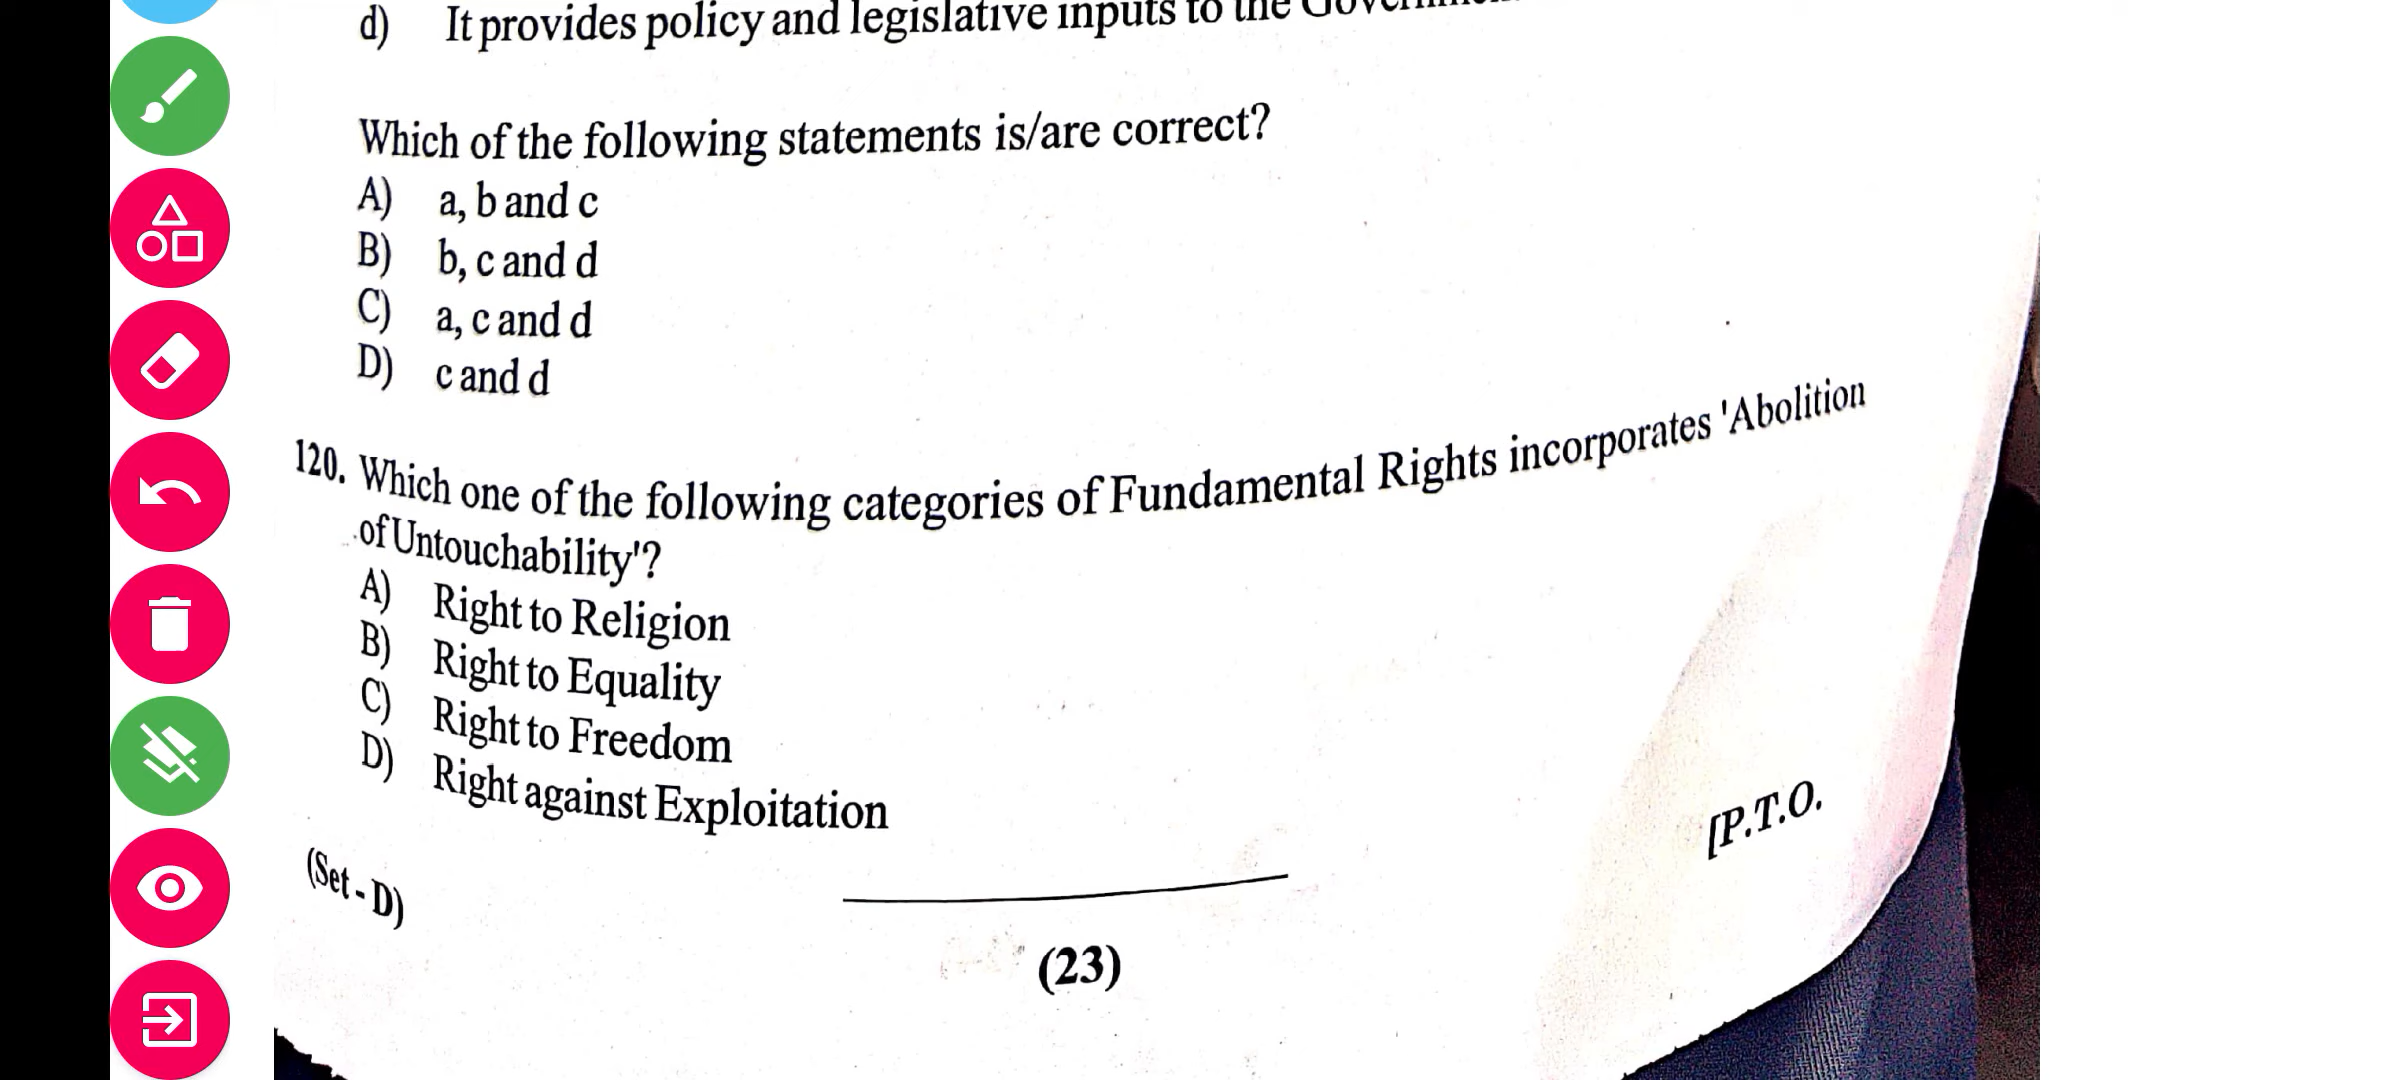 d) It provides policy and legislative inputs to the
Which of the following statements is/are correct?
A) a, b and c
B) b, c and d
C) a, c and d
D) c and d
120. Which one of the following categories of Fundamental Rights incorporates 'Abolition
of Untouchability'?
A) Right to Religion
B) Right to Equality
C) Right to Freedom
D) Right against Exploitation
(Set - D)
[P.T.O.
(23)